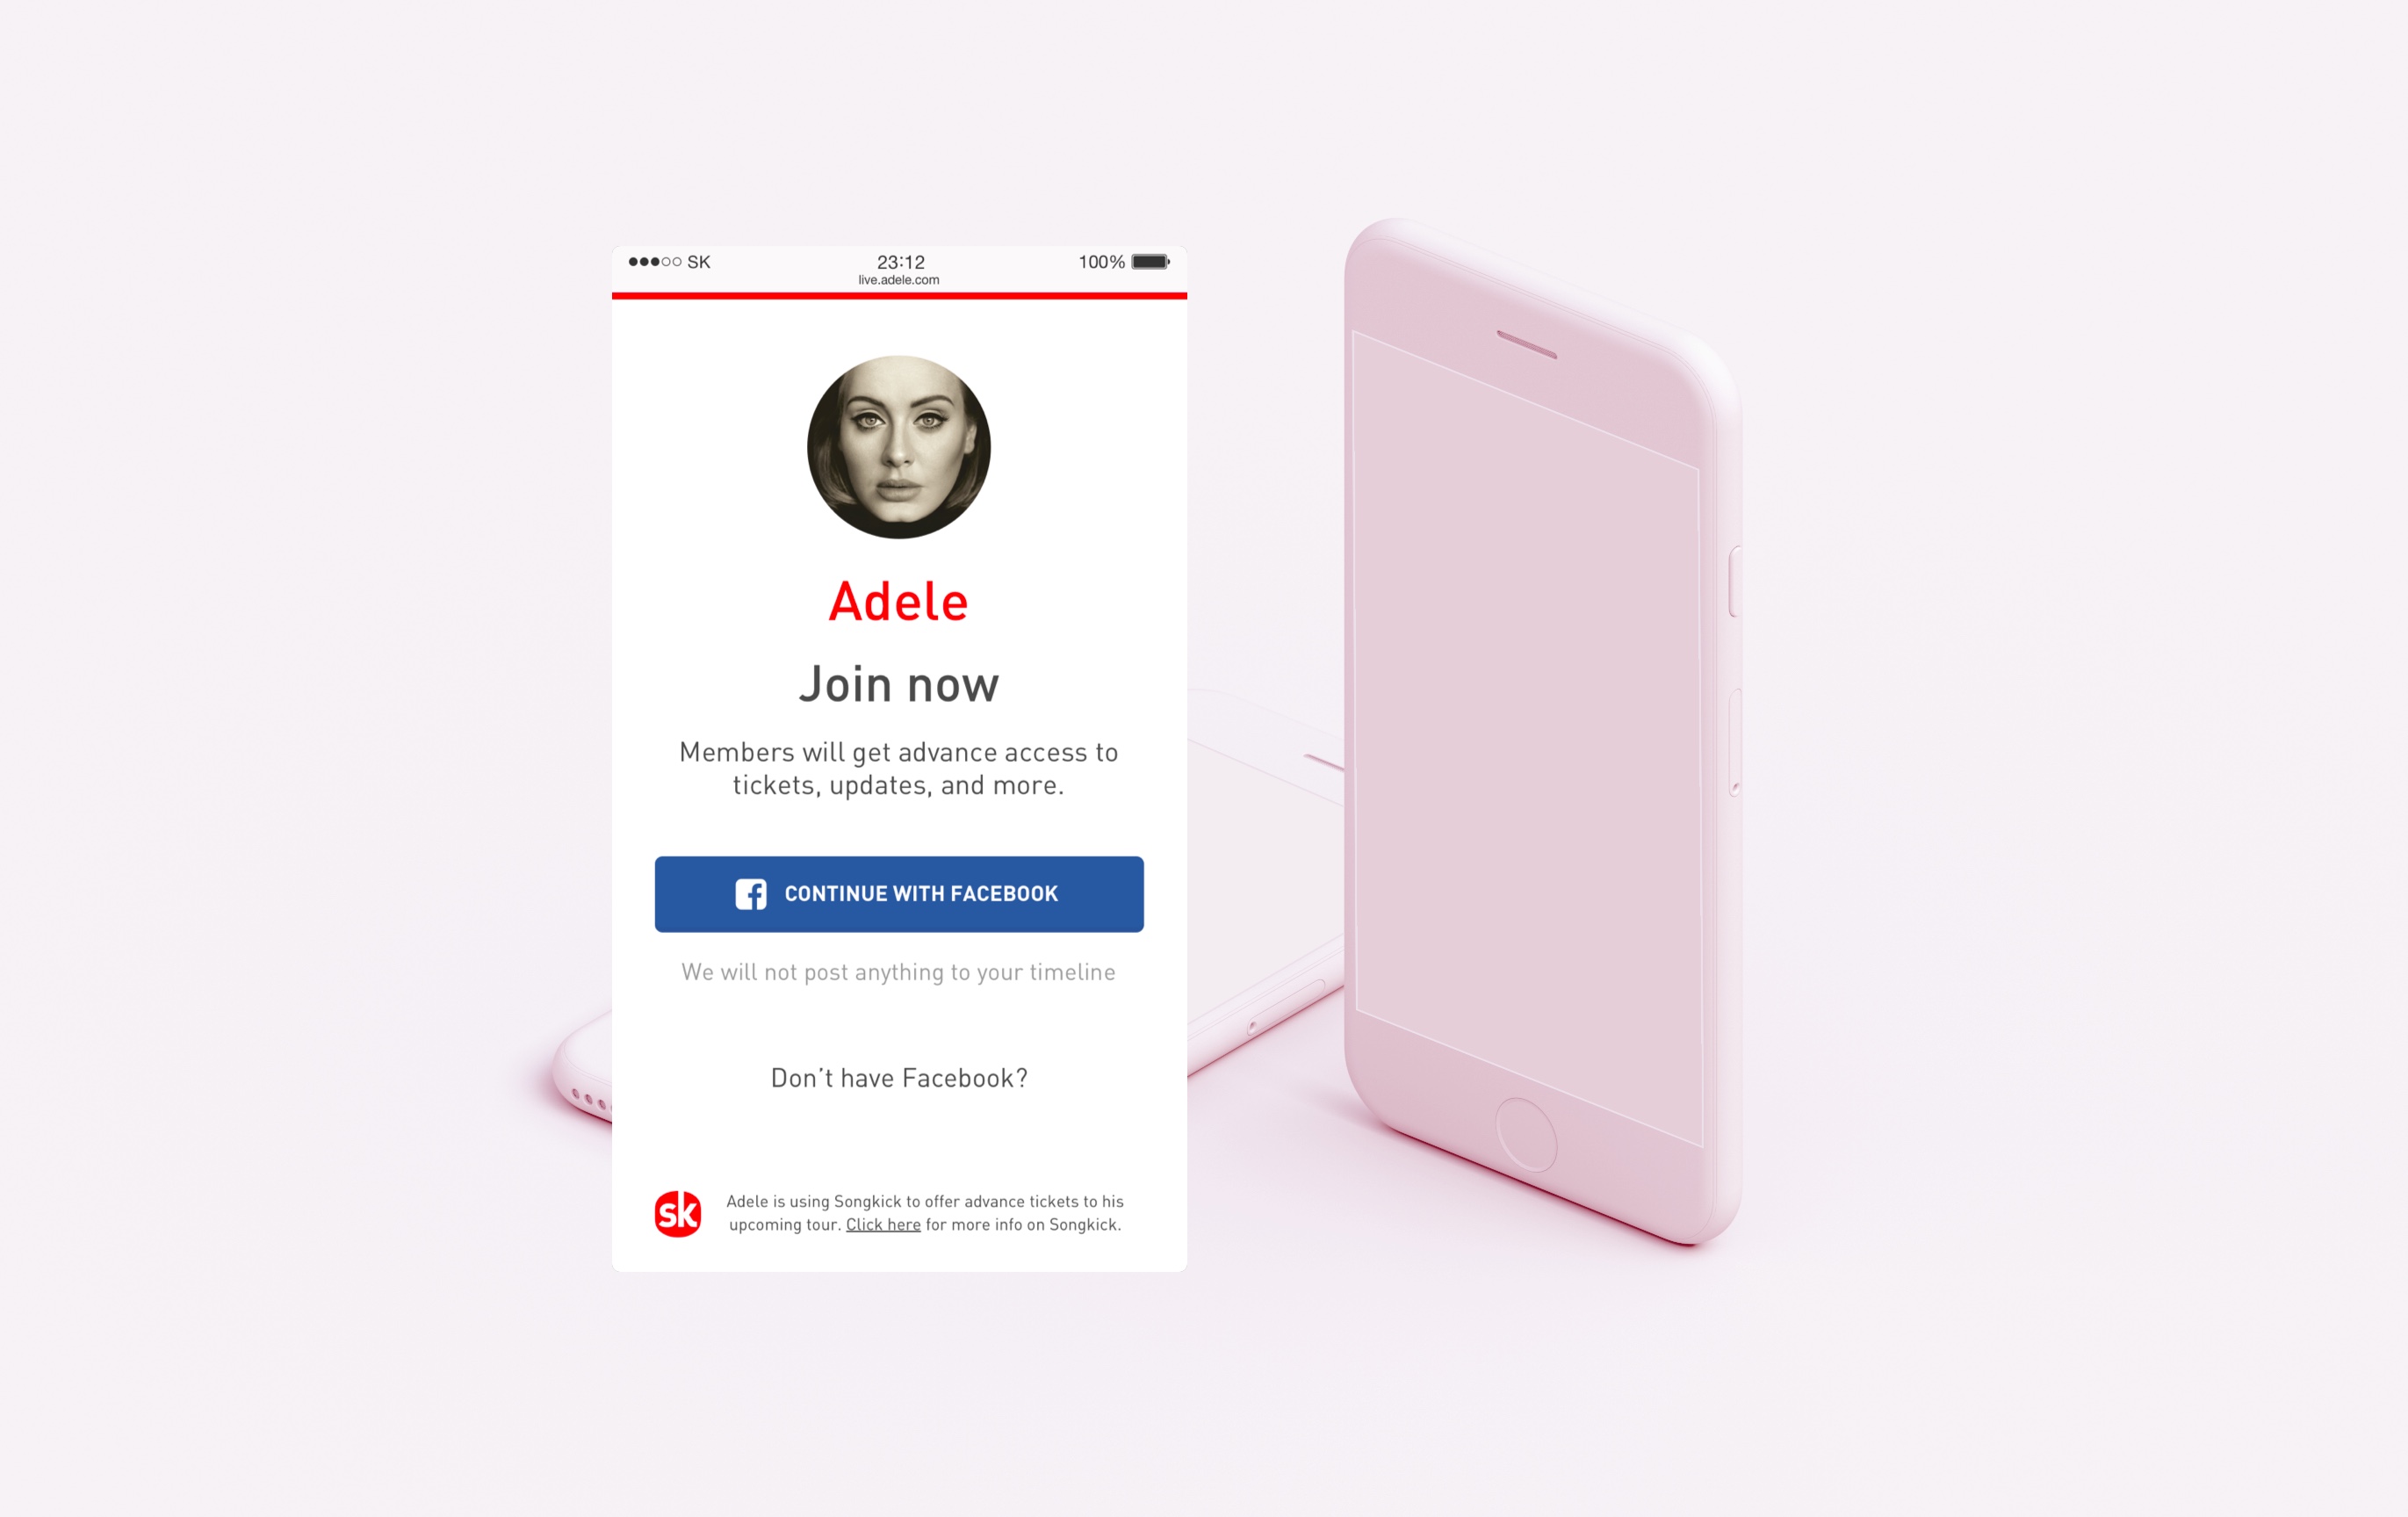 SK 23:12 100%
live.adele.com
Adele
Join now
Members will get advance access to
tickets, updates, and more.
CONTINUE WITH FACEBOOK
We will not post anything to your timeline
Don’t have Facebook?
sk
Adele is using Songkick to offer advance tickets to his
upcoming tour. Click here for more info on Songkick.